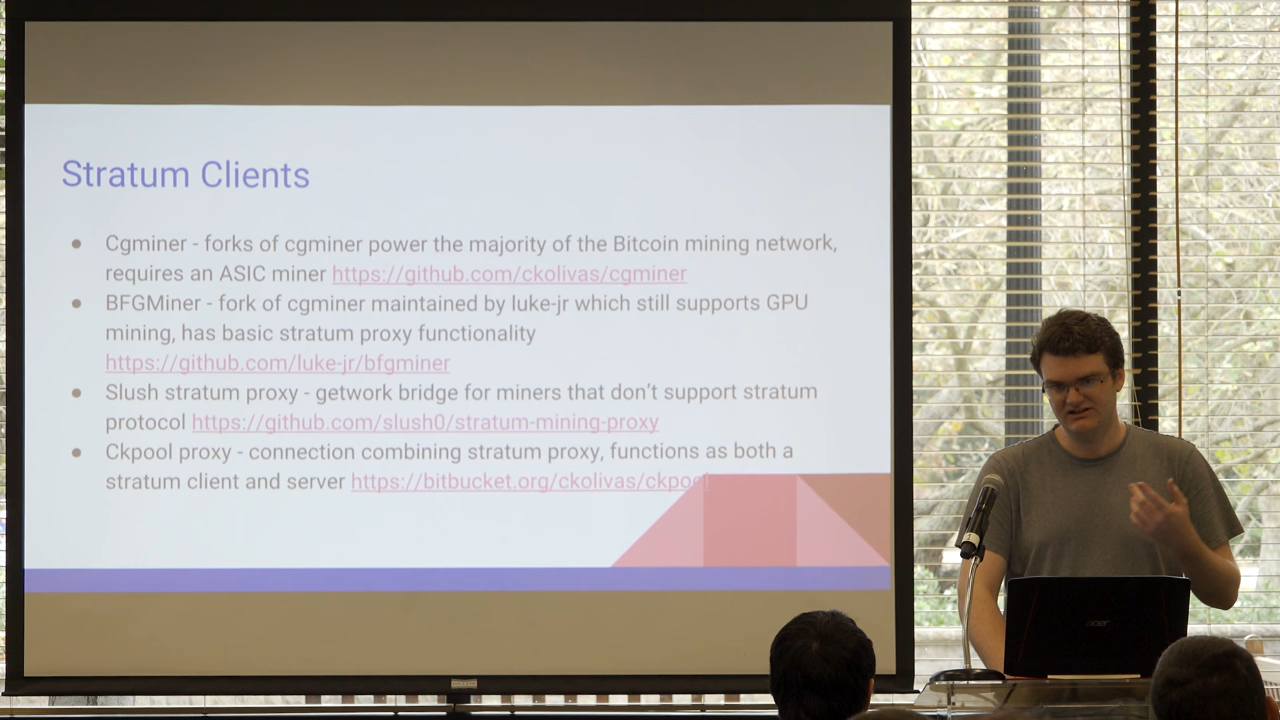 Stratum Clients
● Cgminer - forks of cgminer power the majority of the Bitcoin mining network,
requires an ASIC miner https://github.com/ckolivas/cgminer
● BFGMiner - fork of cgminer maintained by luke-jr which still supports GPU
mining, has basic stratum proxy functionality
https://github.com/luke-jr/bfgminer
● Slush stratum proxy - getwork bridge for miners that don't support stratum
protocol https://github.com/slush0/stratum-mining-proxy
● Ckpool proxy - connection combining stratum proxy, functions as both a
stratum client and server https://bitbucket.org/ckolivas/ckpool
acer